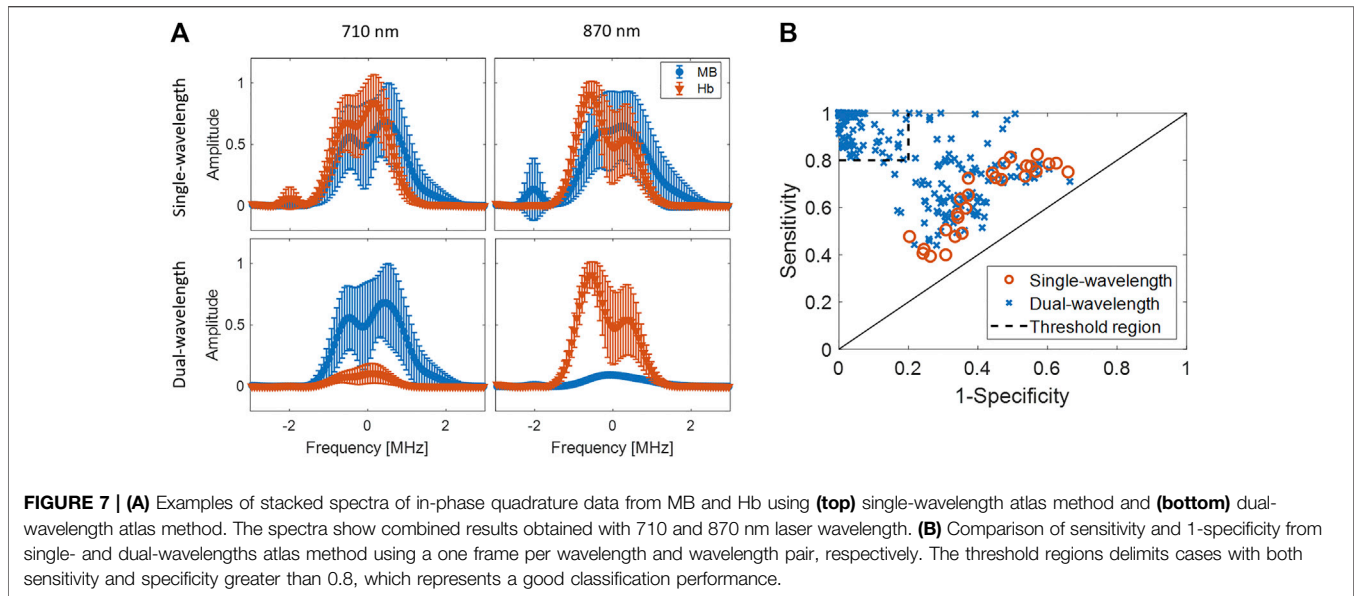 A
710 nm
870 nm
Single-wavelength
Amplitude
1
0.5
0
MB
Hb
Dual-wavelength
Amplitude
1
0.5
0
-2
0
2
-2
0
2
Frequency [MHz]
Frequency [MHz]
B
Sensitivity
1
0.8
0.6
0.4
0.2
0
0
0.2
0.4
0.6
0.8
1
1-Specificity
Single-wavelength
Dual-wavelength
Threshold region
FIGURE 7 | (A) Examples of stacked spectra of in-phase quadrature data from MB and Hb using (top) single-wavelength atlas method and (bottom) dual-
wavelength atlas method. The spectra show combined results obtained with 710 and 870 nm laser wavelength. (B) Comparison of sensitivity and 1-specificity from
single- and dual-wavelengths atlas method using a one frame per wavelength and wavelength pair, respectively. The threshold regions delimits cases with both
sensitivity and specificity greater than 0.8, which represents a good classification performance.